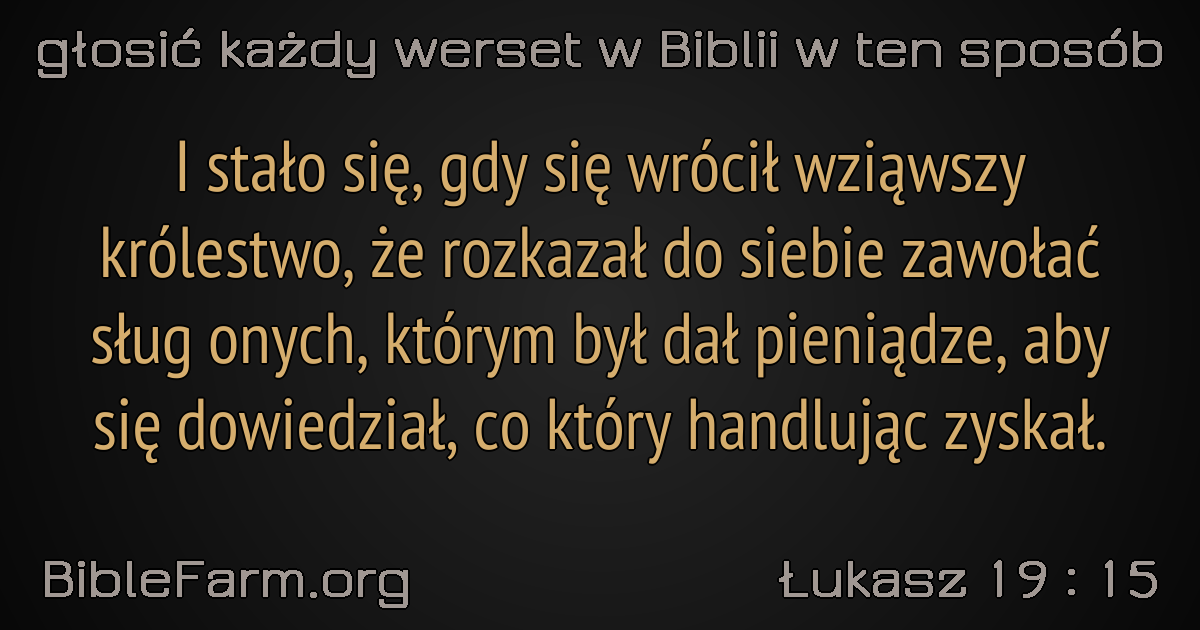 głosić każdy werset w Biblii w ten sposób
I stało się, gdy się wrócił wziąwszy
królestwo, że rozkazał do siebie zawołać
sług onych, którym był dał pieniądze, aby
się dowiedział, co który handlując zyskał.
BibleFarm.org
Łukasz 19 : 15